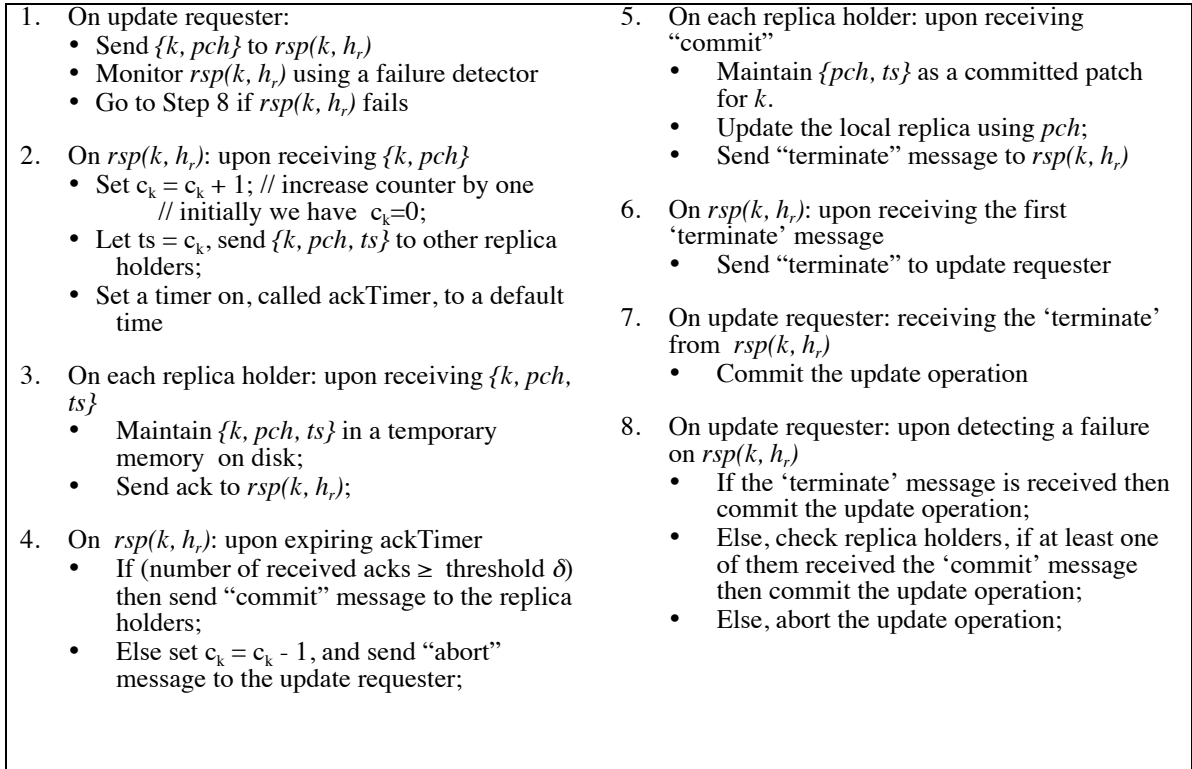 1. On update requester:
• Send {k, pch} to rsp(k, hr)
• Monitor rsp(k, hr) using a failure detector
• Go to Step 8 if rsp(k, hr) fails
2. On rsp(k, hr): upon receiving {k, pch}
• Set ck = ck + 1; // increase counter by one
// initially we have ck=0;
• Let ts = ck, send {k, pch, ts} to other replica
holders;
• Set a timer on, called ackTimer, to a default
time
3. On each replica holder: upon receiving {k, pch,
ts}
• Maintain {k, pch, ts} in a temporary
memory on disk;
• Send ack to rsp(k, hr);
4. On rsp(k, hr): upon expiring ackTimer
• If (number of received acks ≥ threshold δ)
then send “commit” message to the replica
holders;
• Else set ck = ck - 1, and send “abort”
message to the update requester;
5. On each replica holder: upon receiving
“commit”
• Maintain {pch, ts} as a committed patch
for k.
• Update the local replica using pch;
• Send “terminate” message to rsp(k, hr)
6. On rsp(k, hr): upon receiving the first
‘terminate’ message
• Send “terminate” to update requester
7. On update requester: receiving the ‘terminate’
from rsp(k, hr)
• Commit the update operation
8. On update requester: upon detecting a failure
on rsp(k, hr)
• If the ‘terminate’ message is received then
commit the update operation;
• Else, check replica holders, if at least one
of them received the ‘commit’ message
then commit the update operation;
• Else, abort the update operation;